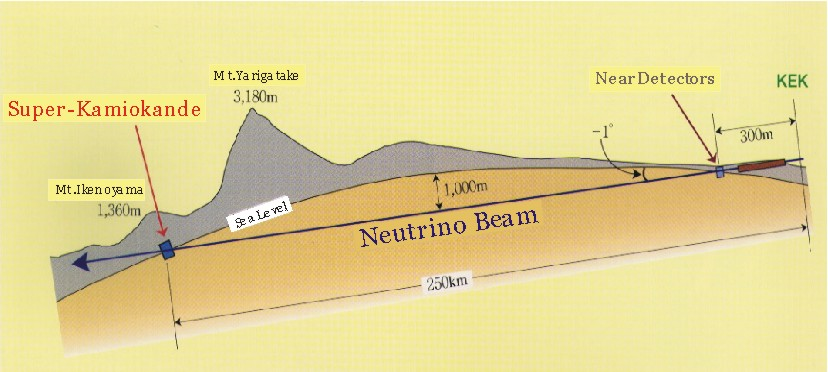 Mt.Yarigatake
3,180m
Near Detectors
KEK
Super-Kamiokande
300m
-1°
Mt.Ikenoyama
1,360m
1,000m
Sea Level
Neutrino Beam
250km